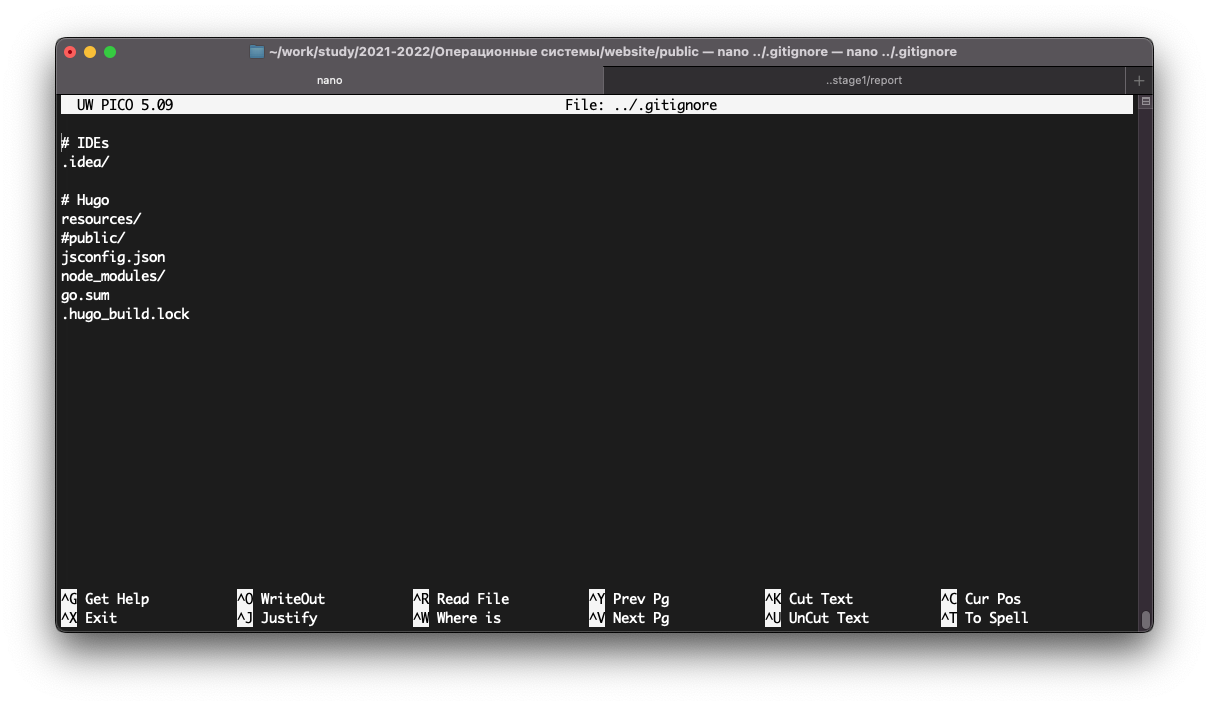 ~/work/study/2021-2022/Операционные системы/website/public — nano ../.gitignore — nano ../.gitignore
nano
..stage1/report
+
UW PICO 5.09 File: ../.gitignore
# IDEs
.idea/
# Hugo
resources/
#public/
jsconfig.json
node_modules/
go.sum
.hugo_build.lock
^G Get Help ^O WriteOut ^R Read File ^Y Prev Pg ^K Cut Text ^C Cur Pos
^X Exit ^J Justify ^W Where is ^V Next Pg ^U UnCut Text ^T To Spell